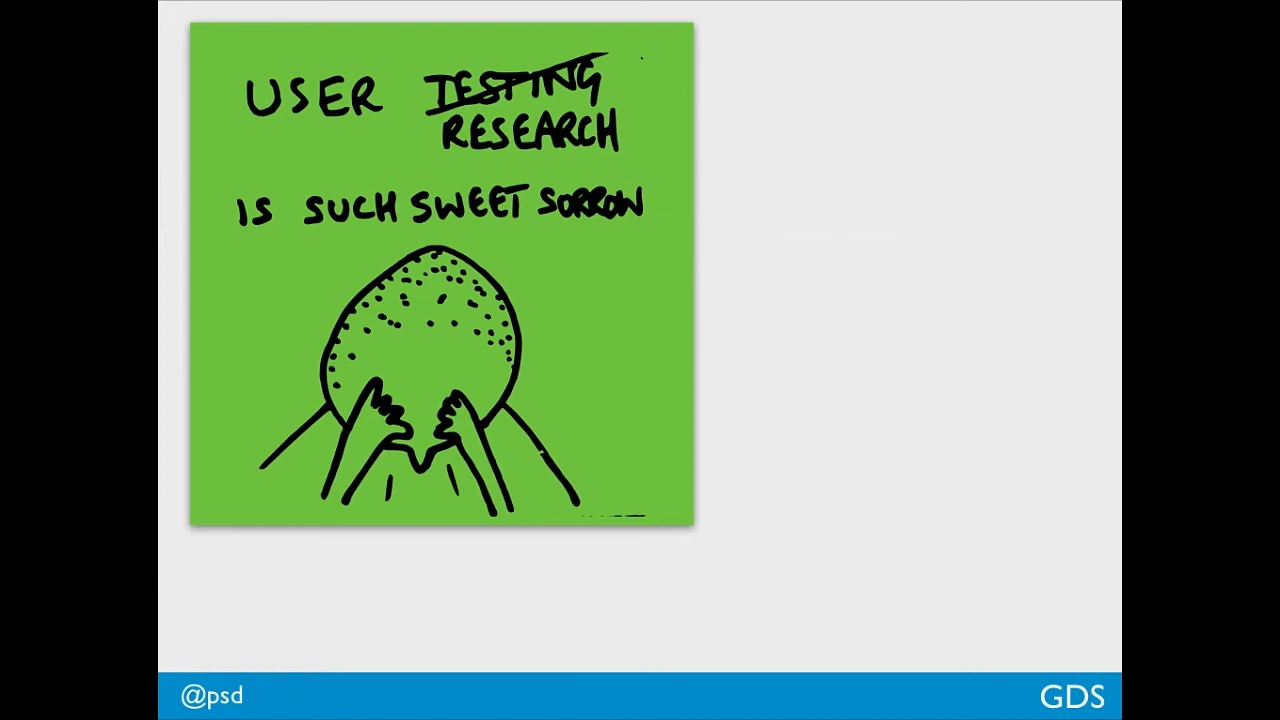 USER TESTING
RESEARCH
IS SUCH SWEET SORROW
@psd
GDS